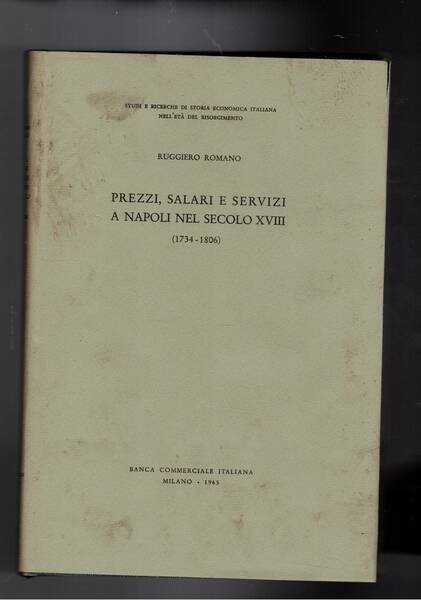 STUDI E RICERCHE DI STORIA ECONOMICA ITALIANA
NELL'ETÀ DEL RISORGIMENTO
RUGGIERO ROMANO
PREZZI, SALARI E SERVIZI
A NAPOLI NEL SECOLO XVIII
(1734-1806)
BANCA COMMERCIALE ITALIANA
MILANO • 1965